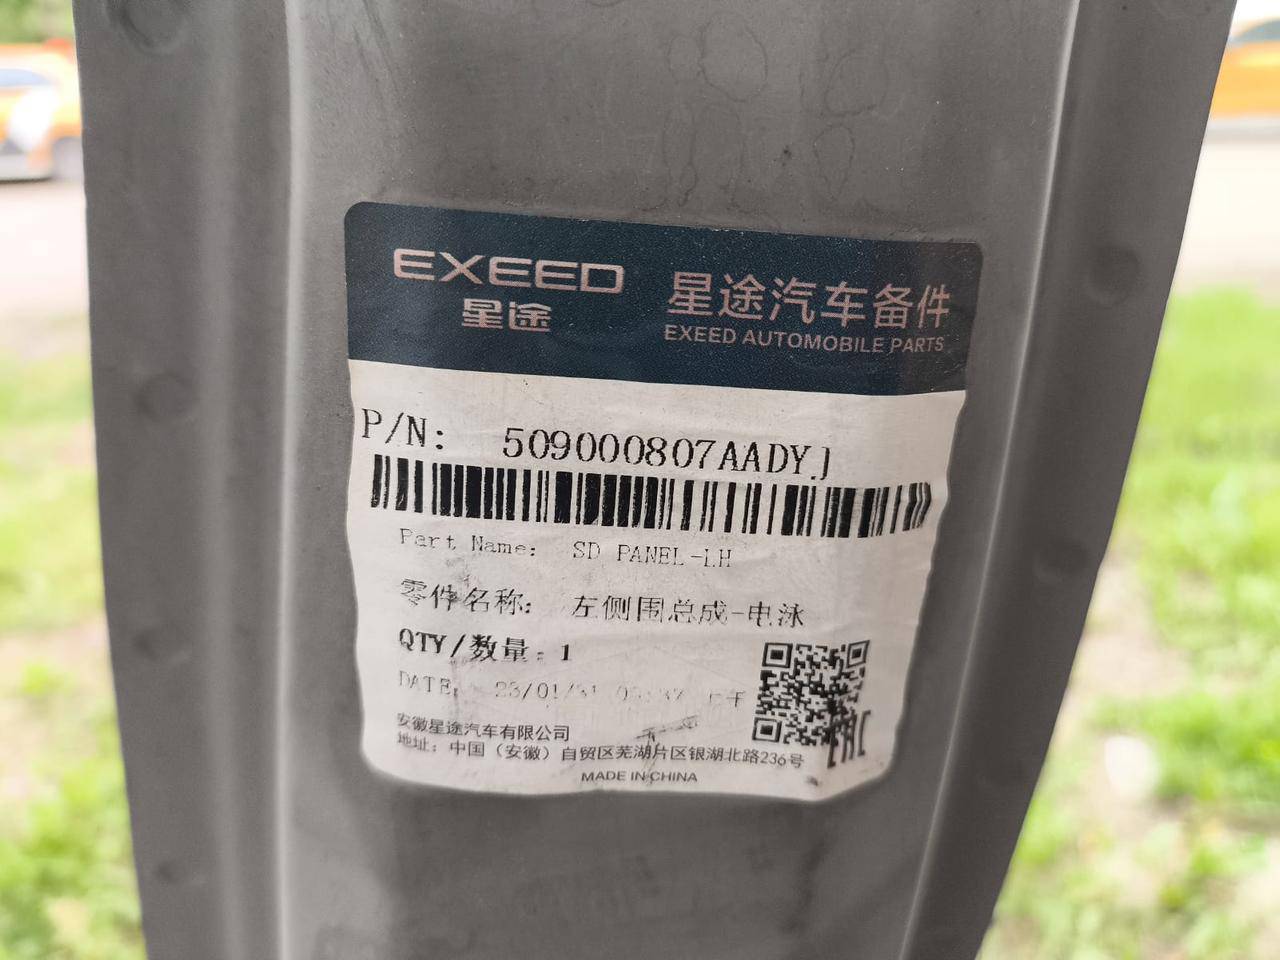 EXEED
星途
星途汽车备件
EXEED AUTOMOBILE PARTS
P/N: 509000807AADYJ
Part Name: SD PANEL-LH
零件名称: 左侧围总成-电泳
QTY/数量: 1
DATE: 23/01/31
安徽星途汽车有限公司
地址：中国（安徽）自贸区芜湖片区银湖北路236号
MADE IN CHINA
EAC